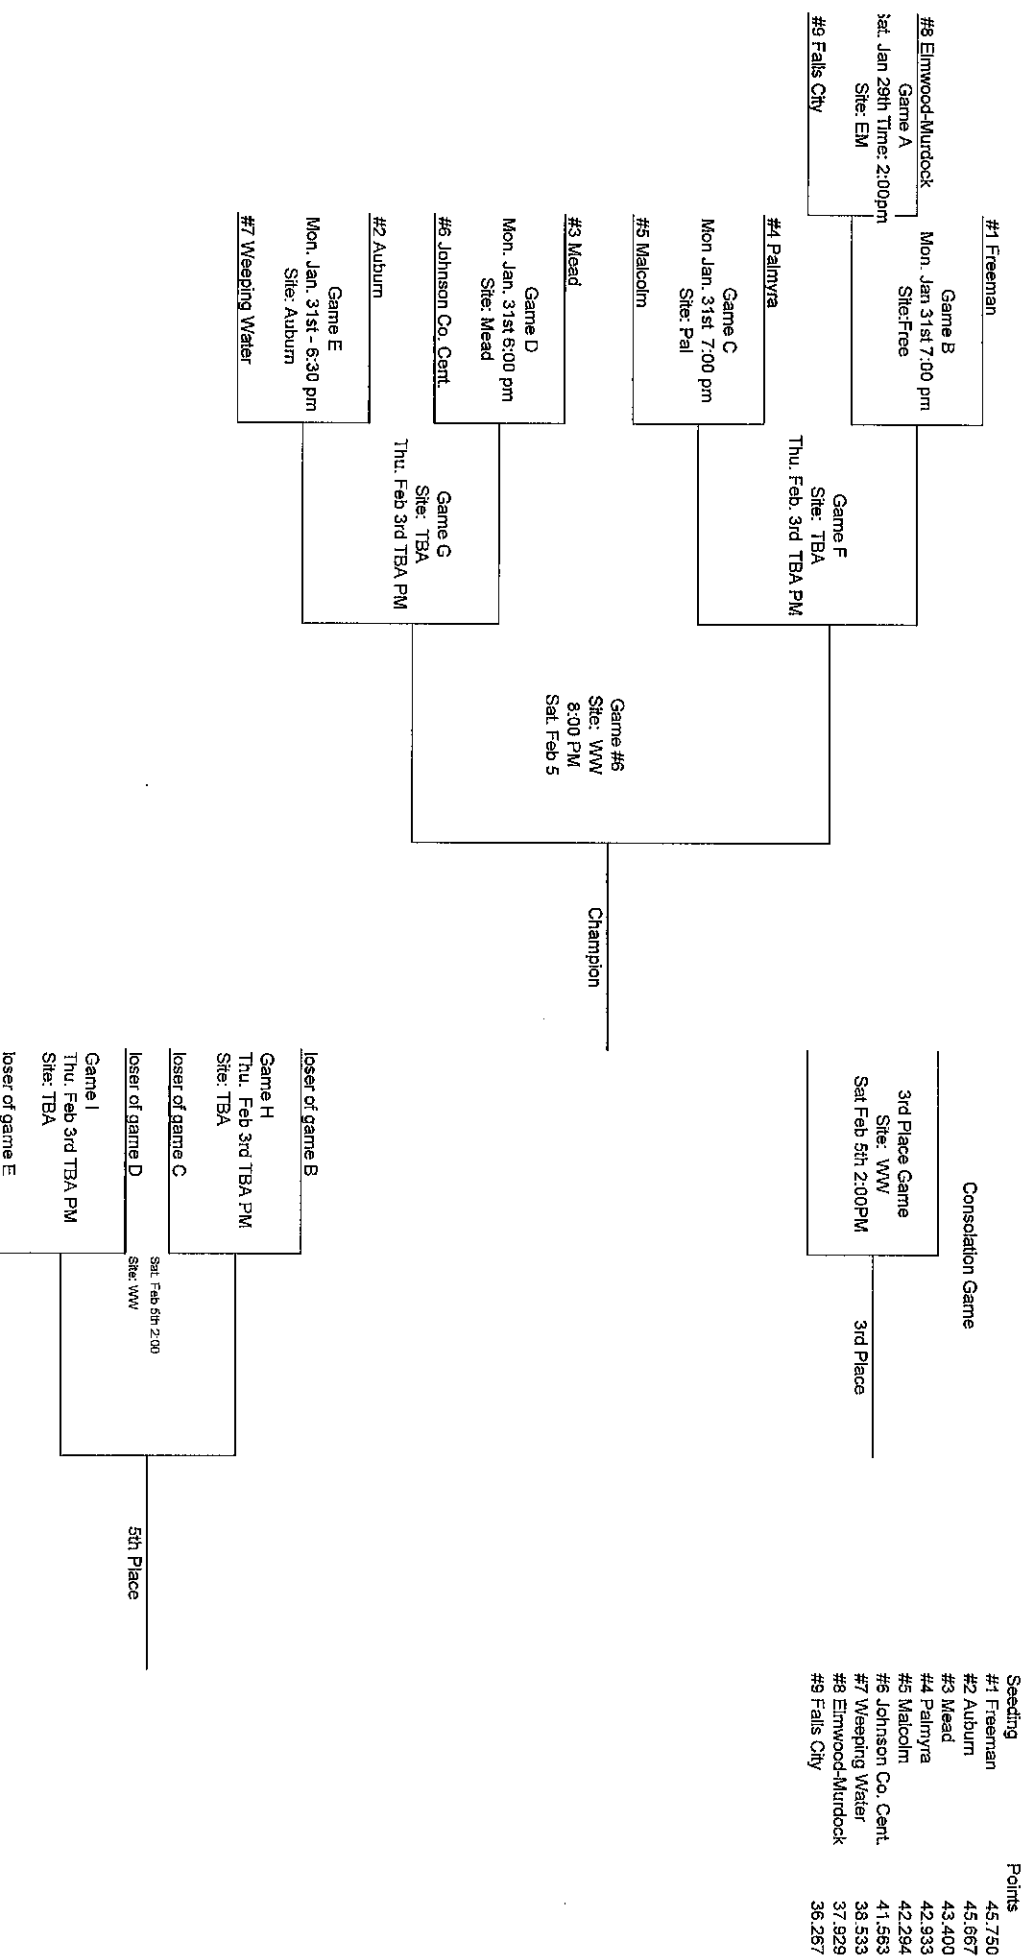 Seeding Points
#1 Freeman 45.750
#2 Auburn 45.667
#3 Mead 43.400
#4 Palmyra 42.933
#5 Malcolm 42.294
#6 Johnson Co. Cent. 41.563
#7 Weeping Water 38.533
#8 Elmwood-Murdock 37.929
#9 Falls City 36.267
#1 Freeman
Game B
Mon. Jan 31st 7:00 pm
Site:Free
#8 Elmwood-Murdock
Game A
Sat. Jan 29th Time: 2:00pm
Site: EM
#9 Falls City
Game F
Site: TBA
Thu. Feb. 3rd TBA PM
#4 Palmyra
Game C
Mon Jan. 31st 7:00 pm
Site: Pal
#5 Malcolm
Game #6
Site: WW
8:00 PM
Sat. Feb 5
Champion
#3 Mead
Game D
Mon. Jan. 31st 6:00 pm
Site: Mead
#6 Johnson Co. Cent.
Game G
Site: TBA
Thu. Feb 3rd TBA PM
#2 Auburn
Game E
Mon. Jan. 31st - 6:30 pm
Site: Auburn
#7 Weeping Water
Consolation Game
3rd Place Game
Site: WW
Sat Feb 5th 2:00PM
3rd Place
loser of game B
Game H
Thu. Feb 3rd TBA PM
Site: TBA
loser of game C
Sat. Feb 5th 2:00
Site: WW
5th Place
loser of game D
Game I
Thu. Feb 3rd TBA PM
Site: TBA
loser of game E